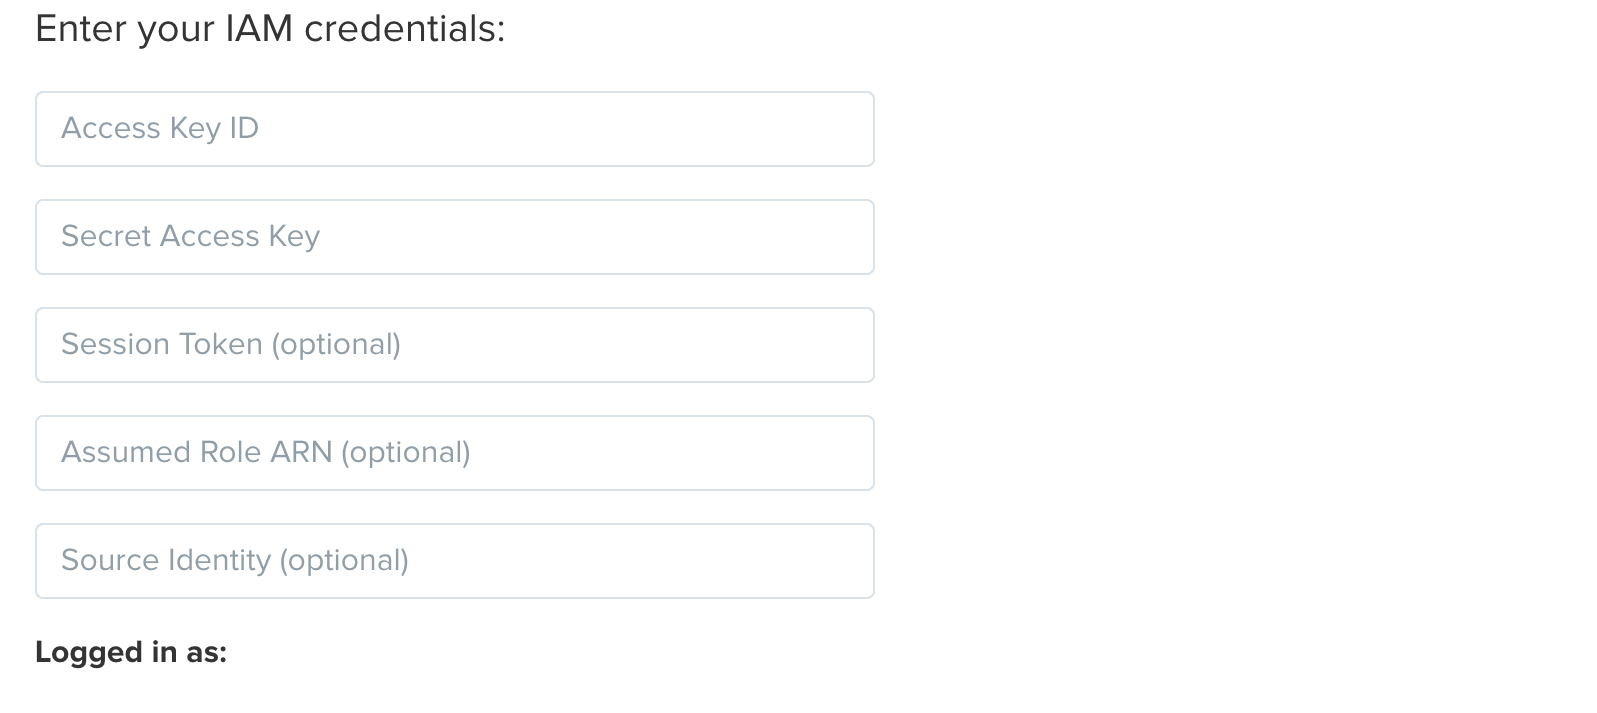 Enter your IAM credentials:
Access Key ID
Secret Access Key
Session Token (optional)
Assumed Role ARN (optional)
Source Identity (optional)
Logged in as: